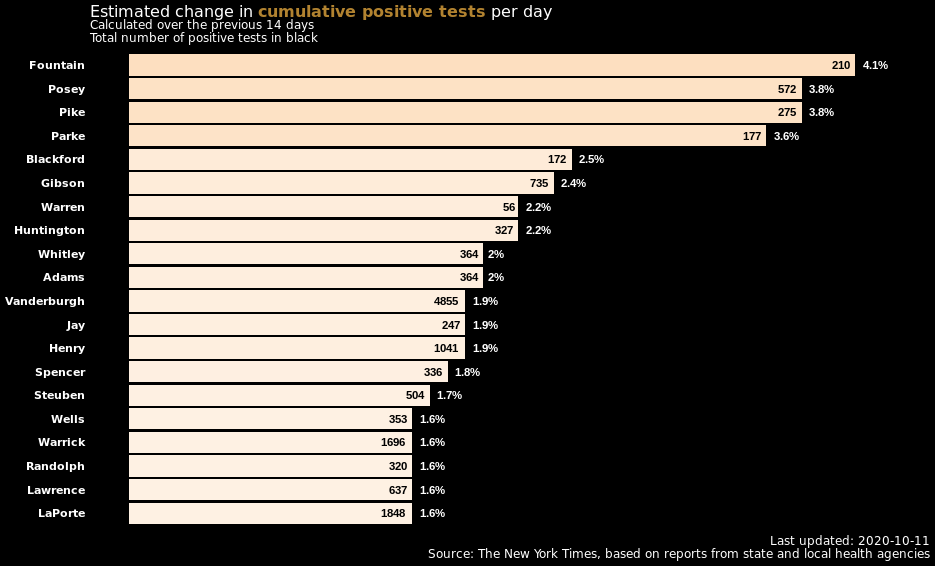 Estimated change in cumulative positive tests per day
Calculated over the previous 14 days
Total number of positive tests in black
Fountain 210 4.1%
Posey 572 3.8%
Pike 275 3.8%
Parke 177 3.6%
Blackford 172 2.5%
Gibson 735 2.4%
Warren 56 2.2%
Huntington 327 2.2%
Whitley 364 2%
Adams 364 2%
Vanderburgh 4855 1.9%
Jay 247 1.9%
Henry 1041 1.9%
Spencer 336 1.8%
Steuben 504 1.7%
Wells 353 1.6%
Warrick 1696 1.6%
Randolph 320 1.6%
Lawrence 637 1.6%
LaPorte 1848 1.6%
Last updated: 2020-10-11
Source: The New York Times, based on reports from state and local health agencies